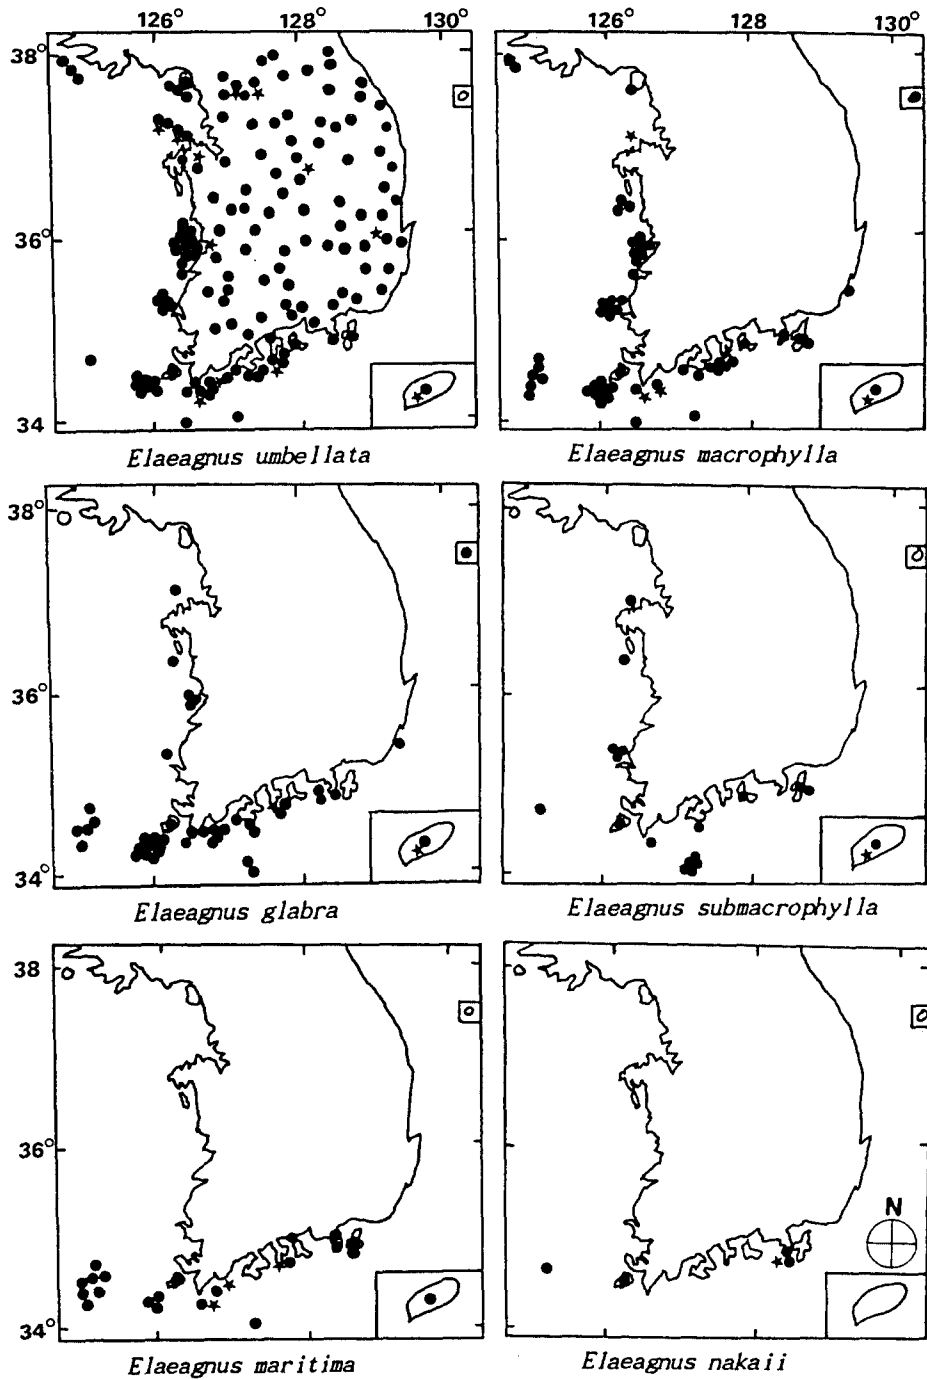 126° 128° 130° 126° 128 130°
38°
36°
34
Elaeagnus umbellata Elaeagnus macrophylla
38°
36°
34°
Elaeagnus glabra Elaeagnus submacrophylla
38
36°
34°
N
Elaeagnus maritima Elaeagnus nakaii